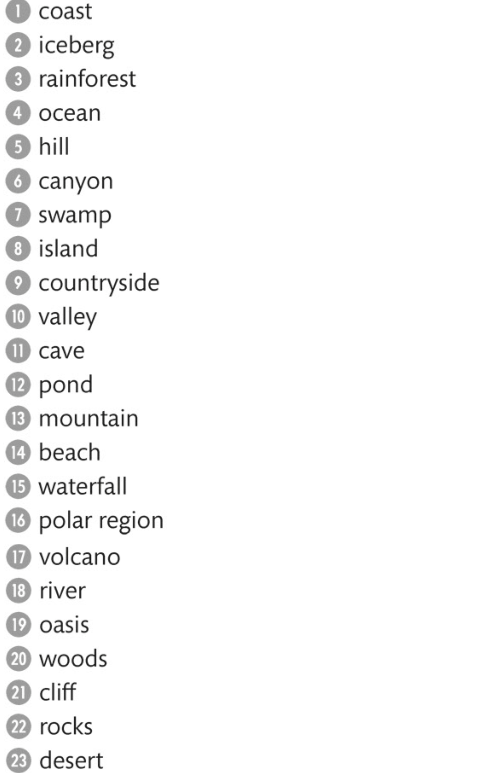 1 coast
2 iceberg
3 rainforest
4 ocean
5 hill
6 canyon
7 swamp
8 island
9 countryside
10 valley
11 cave
12 pond
13 mountain
14 beach
15 waterfall
16 polar region
17 volcano
18 river
19 oasis
20 woods
21 cliff
22 rocks
23 desert